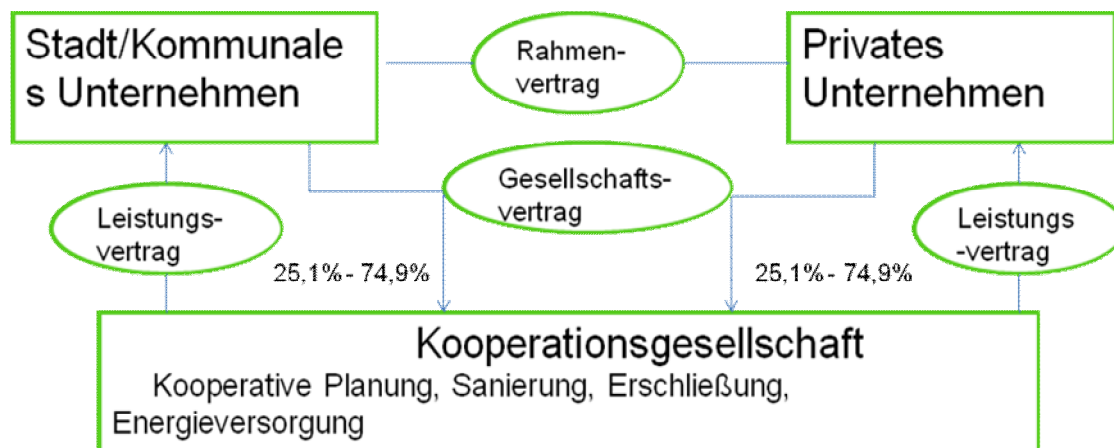 Stadt/Kommunale
s Unternehmen
Rahmen-
vertrag
Privates
Unternehmen
Gesellschafts-
vertrag
Leistungs-
vertrag
Leistungs
-vertrag
25,1%- 74,9%
25,1%- 74,9%
Kooperationsgesellschaft
Kooperative Planung, Sanierung, Erschließung,
Energieversorgung